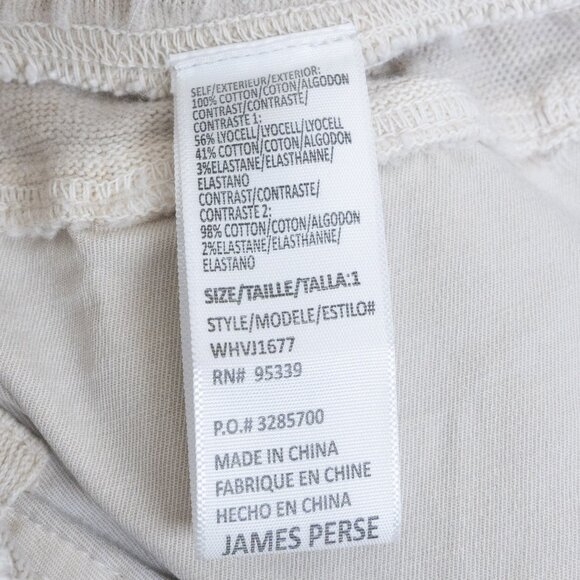 SELF/EXTERIEUR/EXTERIOR:
100% COTTON/COTON/ALGODON
CONTRAST/CONTRASTE/
CONTRASTE 1:
56% LYOCELL/LYOCELL/LYOCELL
41% COTTON/COTON/ALGODON
3%ELASTANE/ELASTHANNE/
ELASTANO
CONTRAST/CONTRASTE/
CONTRASTE 2:
98% COTTON/COTON/ALGODON
2%ELASTANE/ELASTHANNE/
ELASTANO
SIZE/TAILLE/TALLA:1
STYLE/MODELE/ESTILO#
WHVJ1677
RN# 95339
P.O.# 3285700
MADE IN CHINA
FABRIQUE EN CHINE
HECHO EN CHINA
JAMES PERSE